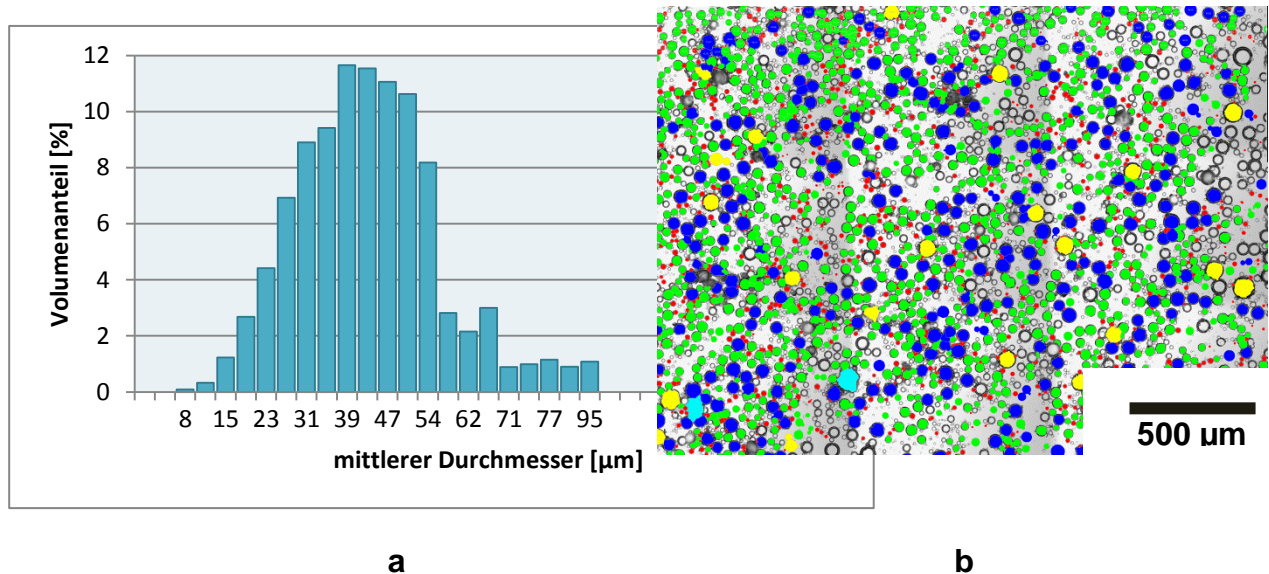 12
10
8
6
4
2
0
Volumenanteil [%]
8 15 23 31 39 47 54 62 71 77 95
mittlerer Durchmesser [µm]
500 µm
a b